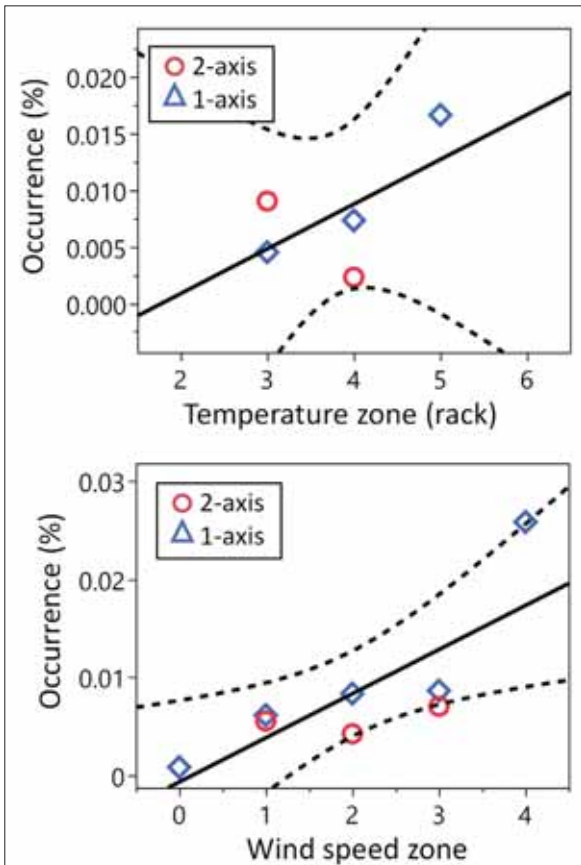 2-axis
1-axis
Occurrence (%)
0.020
0.015
0.010
0.005
0.000
2 3 4 5 6
Temperature zone (rack)
2-axis
1-axis
Occurrence (%)
0.03
0.02
0.01
0
0 1 2 3 4
Wind speed zone